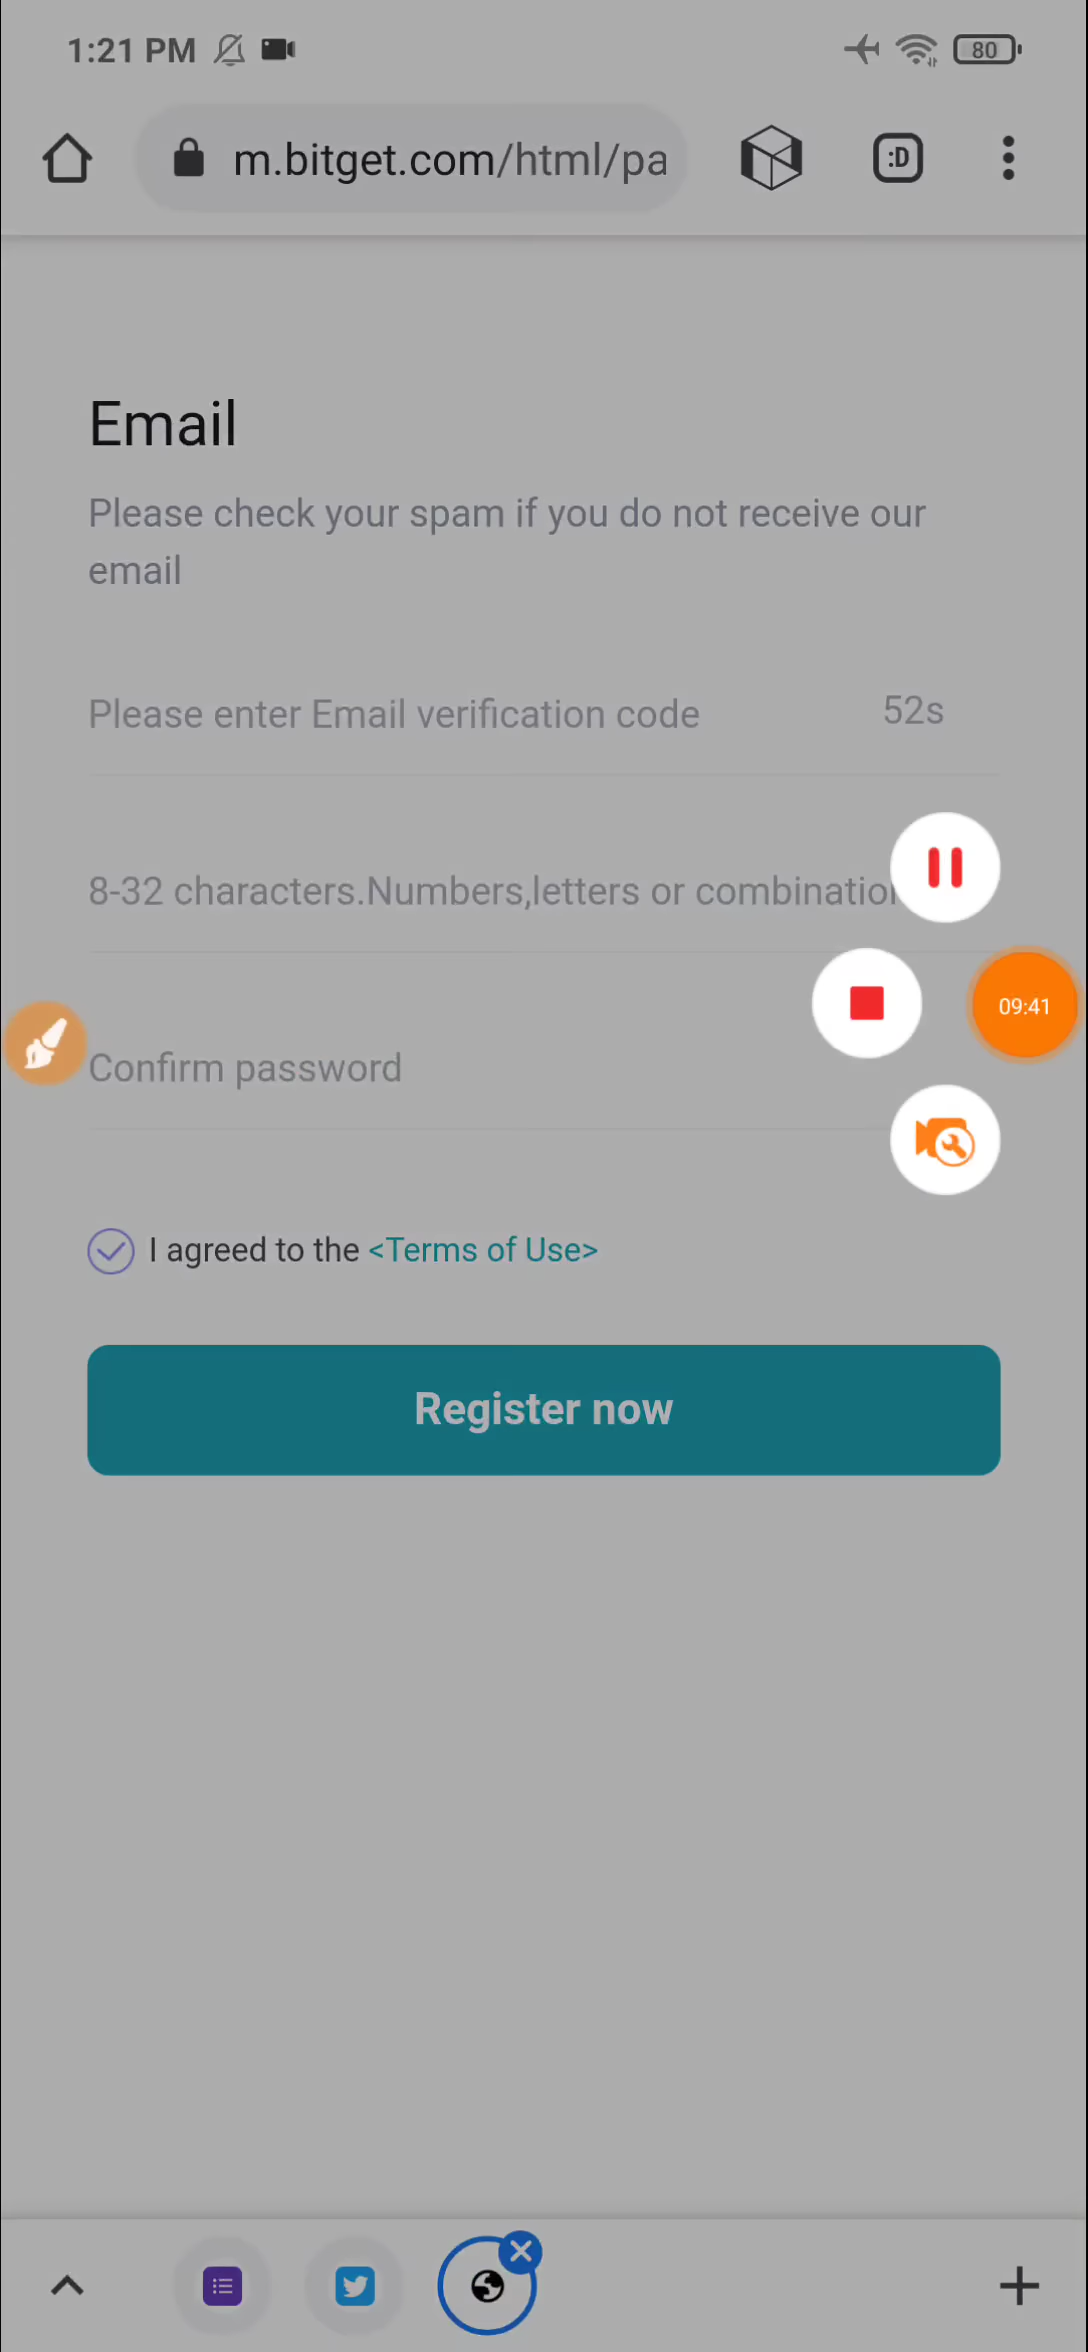 1:21 PM
80
m.bitget.com/html/pa
:D
Email
Please check your spam if you do not receive our
email
Please enter Email verification code
52s
8-32 characters.Numbers,letters or combination
09:41
Confirm password
I agreed to the <Terms of Use>
Register now